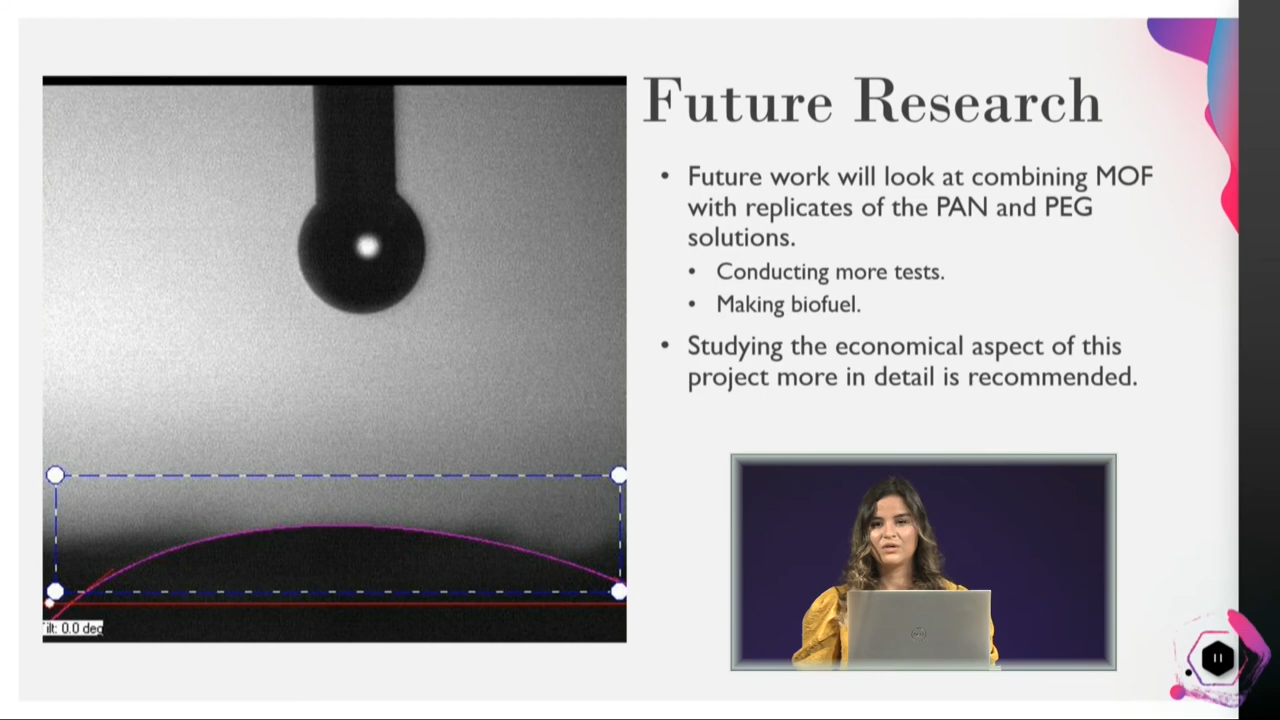 Future Research
• Future work will look at combining MOF
with replicates of the PAN and PEG
solutions.
• Conducting more tests.
• Making biofuel.
• Studying the economical aspect of this
project more in detail is recommended.
ilt: 0.0 deg
DELL
11